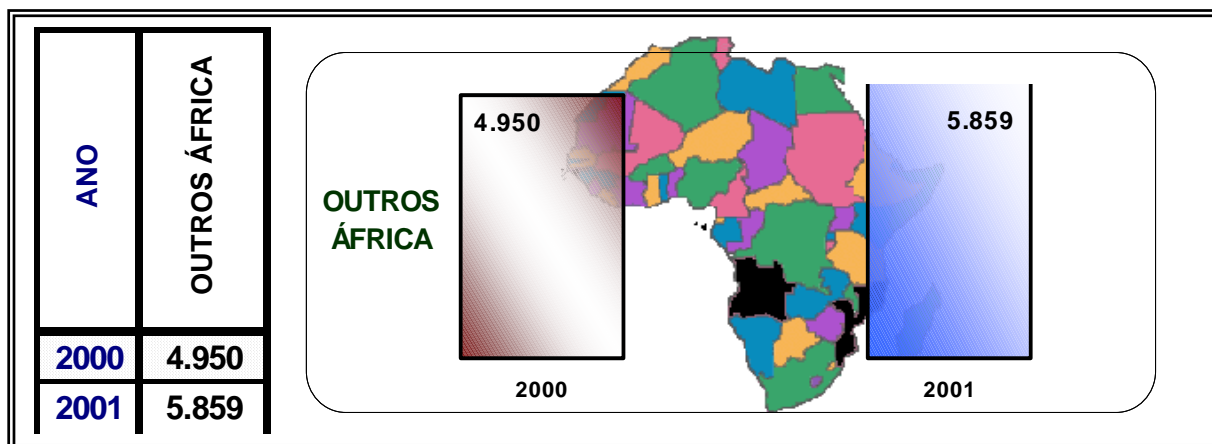 ANO
OUTROS ÁFRICA
2000 4.950
2001 5.859
OUTROS
ÁFRICA
4.950
5.859
2000
2001